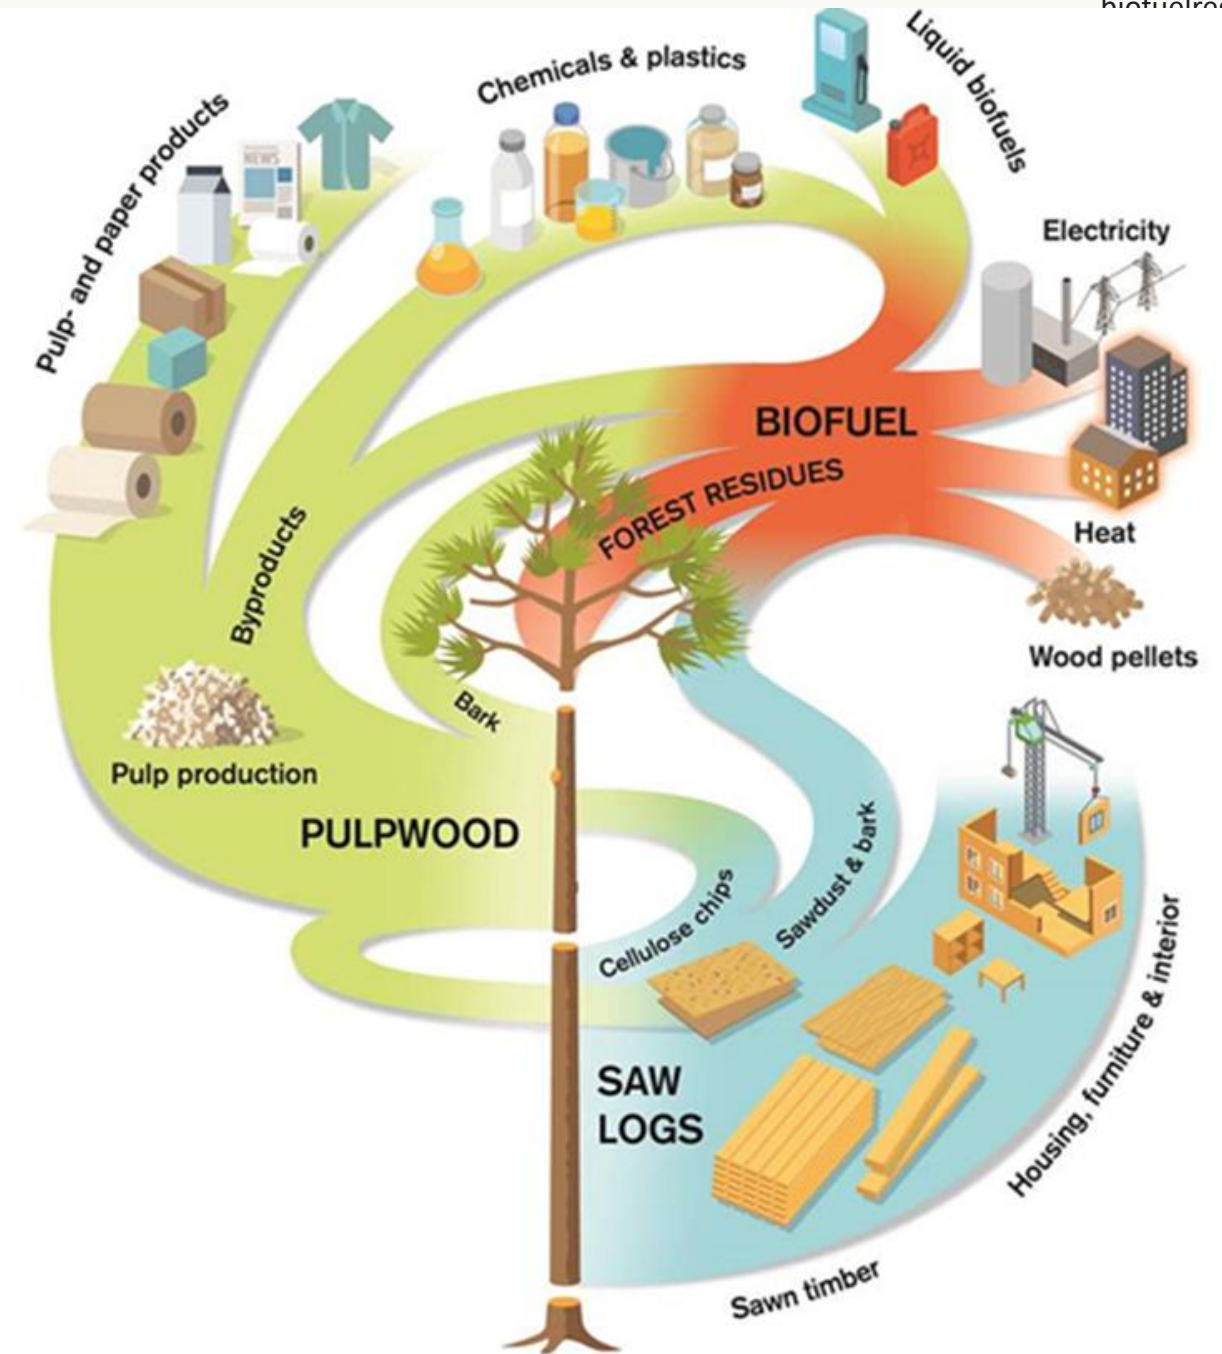 Chemicals & plastics
Liquid biofuels
Pulp- and paper products
NEWS
Electricity
BIOFUEL
FOREST RESIDUES
Heat
Byproducts
Wood pellets
Bark
Pulp production
PULPWOOD
Cellulose chips
Sawdust & bark
SAW
LOGS
Housing, furniture & interior
Sawn timber